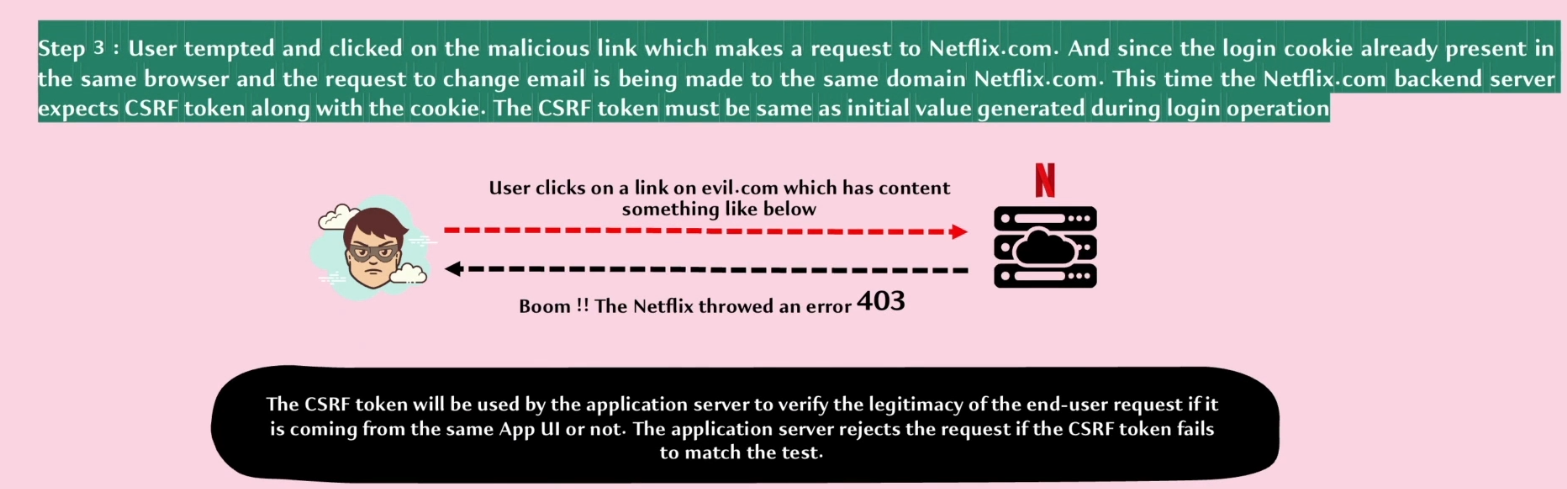 Step 3 : User tempted and clicked on the malicious link which makes a request to Netflix.com. And since the login cookie already present in
the same browser and the request to change email is being made to the same domain Netflix.com. This time the Netflix.com backend server
expects CSRF token along with the cookie. The CSRF token must be same as initial value generated during login operation
User clicks on a link on evil.com which has content
something like below
N
Boom !! The Netflix throwed an error 403
The CSRF token will be used by the application server to verify the legitimacy of the end-user request if it
is coming from the same App UI or not. The application server rejects the request if the CSRF token fails
to match the test.